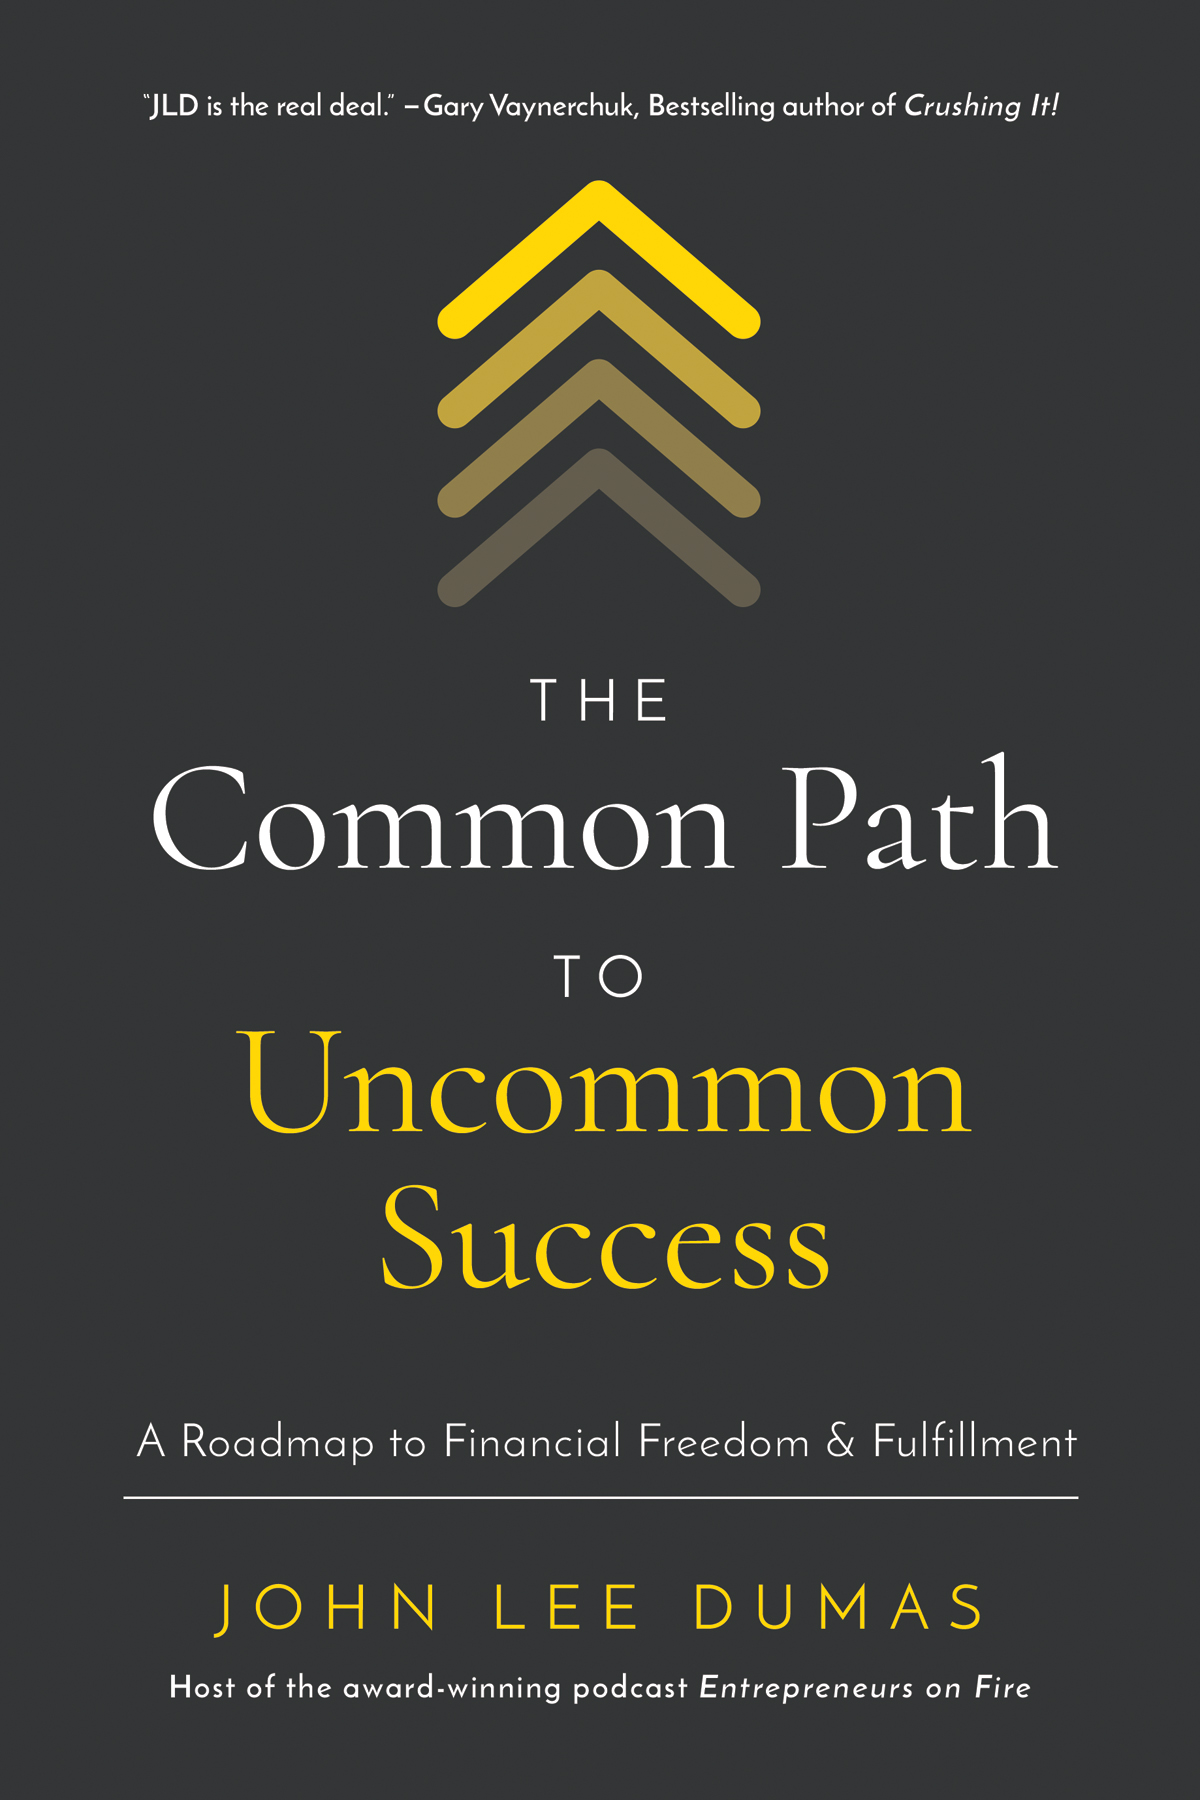 “JLD is the real deal.” –Gary Vaynerchuk, Bestselling author of Crushing It!
THE
Common Path
TO
Uncommon
Success
A Roadmap to Financial Freedom & Fulfillment
JOHN LEE DUMAS
Host of the award-winning podcast Entrepreneurs on Fire